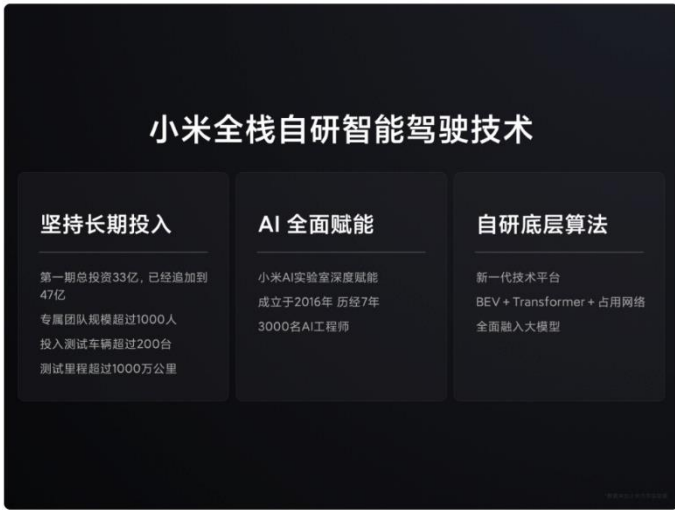 小米全栈自研智能驾驶技术
坚持长期投入
第一期总投资33亿，已经追加到
47亿
专属团队规模超过1000人
投入测试车辆超过200台
测试里程超过1000万公里
AI 全面赋能
小米AI实验室深度赋能
成立于2016年 历经7年
3000名AI工程师
自研底层算法
新一代技术平台
BEV + Transformer + 占用网络
全面融入大模型